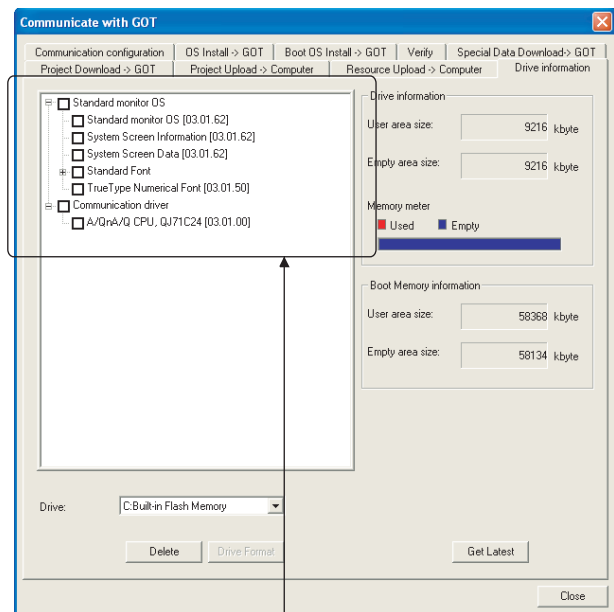 Communicate with GOT
Communication configuration OS Install -> GOT Boot OS Install -> GOT Verify Special Data Download-> GOT
Project Download -> GOT Project Upload -> Computer Resource Upload -> Computer Drive information
Standard monitor OS
Standard monitor OS [03.01.62]
System Screen Information [03.01.62]
System Screen Data [03.01.62]
Standard Font
TrueType Numerical Font [03.01.50]
Communication driver
A/QnA/Q CPU, QJ71C24 [03.01.00]
Drive information
User area size: 9216 kbyte
Empty area size: 9216 kbyte
Memory meter
Used Empty
Boot Memory information
User area size: 58368 kbyte
Empty area size: 58134 kbyte
Drive: C:Built-in Flash Memory
Delete Drive Format Get Latest
Close